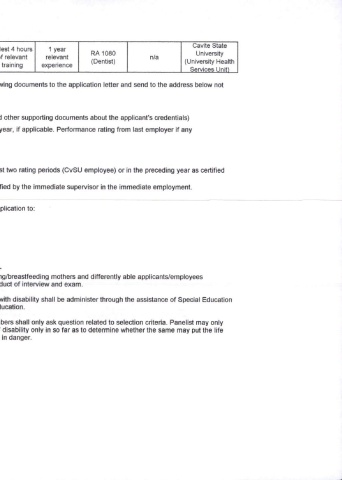 least 4 hours 1 year RA 1080 n/a Cavite State
of relevant relevant (Dentist) University
training experience (University Health
Services Unit)
wing documents to the application letter and send to the address below not
d other supporting documents about the applicant's credentials)
year, if applicable. Performance rating from last employer if any
st two rating periods (CvSU employee) or in the preceding year as certified
fied by the immediate supervisor in the immediate employment.
plication to:
ng/breastfeeding mothers and differently able applicants/employees
duct of interview and exam.
with disability shall be administer through the assistance of Special Education
ducation.
bers shall only ask question related to selection criteria. Panelist may only
disability only in so far as to determine whether the same may put the life
in danger.